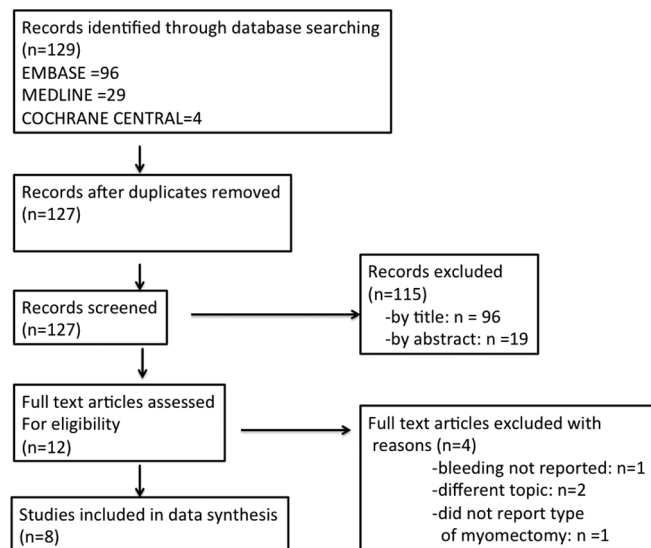 Records identified through database searching
(n=129)
EMBASE =96
MEDLINE =29
COCHRANE CENTRAL=4
Records after duplicates removed
(n=127)
Records screened
(n=127)
Records excluded
(n=115)
-by title: n = 96
-by abstract: n =19
Full text articles assessed
For eligibility
(n=12)
Full text articles excluded with
reasons (n=4)
-bleeding not reported: n=1
-different topic: n=2
-did not report type
of myomectomy: n =1
Studies included in data synthesis
(n=8)